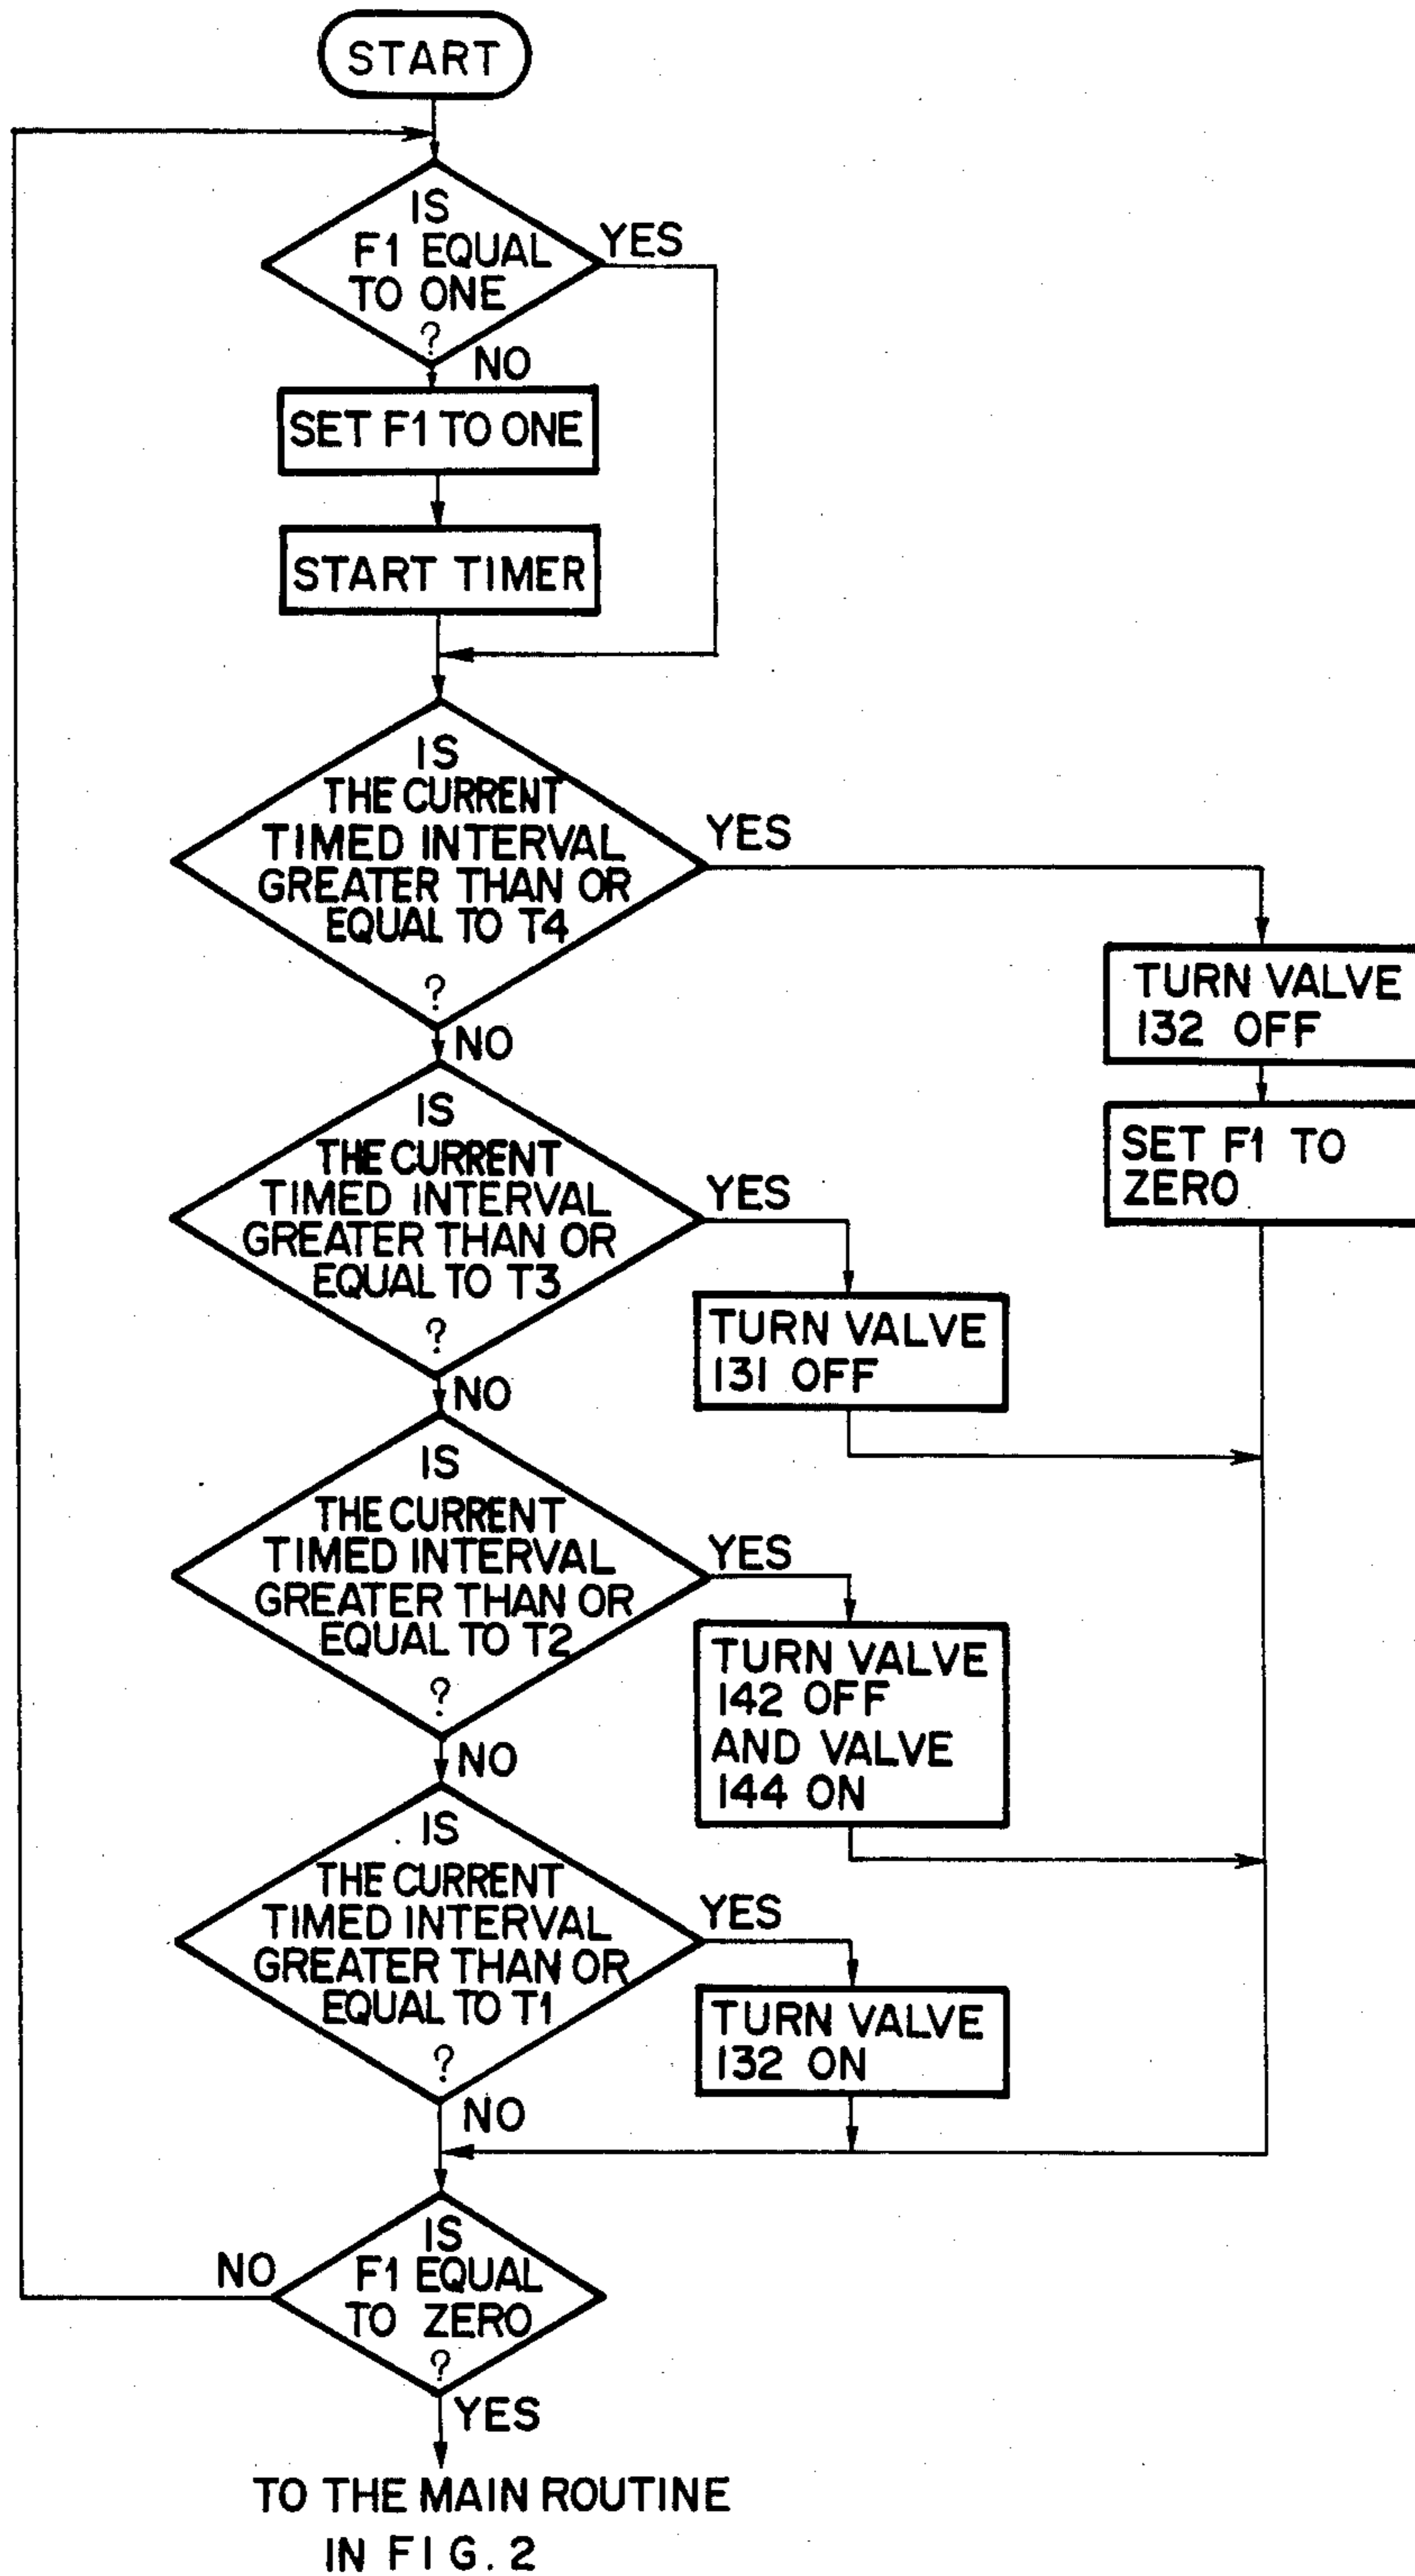 START
IS
F1 EQUAL
TO ONE
?
YES
NO
SET F1 TO ONE
START TIMER
IS
THE CURRENT
TIMED INTERVAL
GREATER THAN OR
EQUAL TO T4
?
YES
NO
TURN VALVE
132 OFF
SET F1 TO
ZERO
IS
THE CURRENT
TIMED INTERVAL
GREATER THAN OR
EQUAL TO T3
?
YES
NO
TURN VALVE
131 OFF
IS
THE CURRENT
TIMED INTERVAL
GREATER THAN OR
EQUAL TO T2
?
YES
NO
TURN VALVE
142 OFF
AND VALVE
144 ON
IS
THE CURRENT
TIMED INTERVAL
GREATER THAN OR
EQUAL TO T1
?
YES
NO
TURN VALVE
132 ON
IS
F1 EQUAL
TO ZERO
?
NO
YES
TO THE MAIN ROUTINE
IN FIG. 2